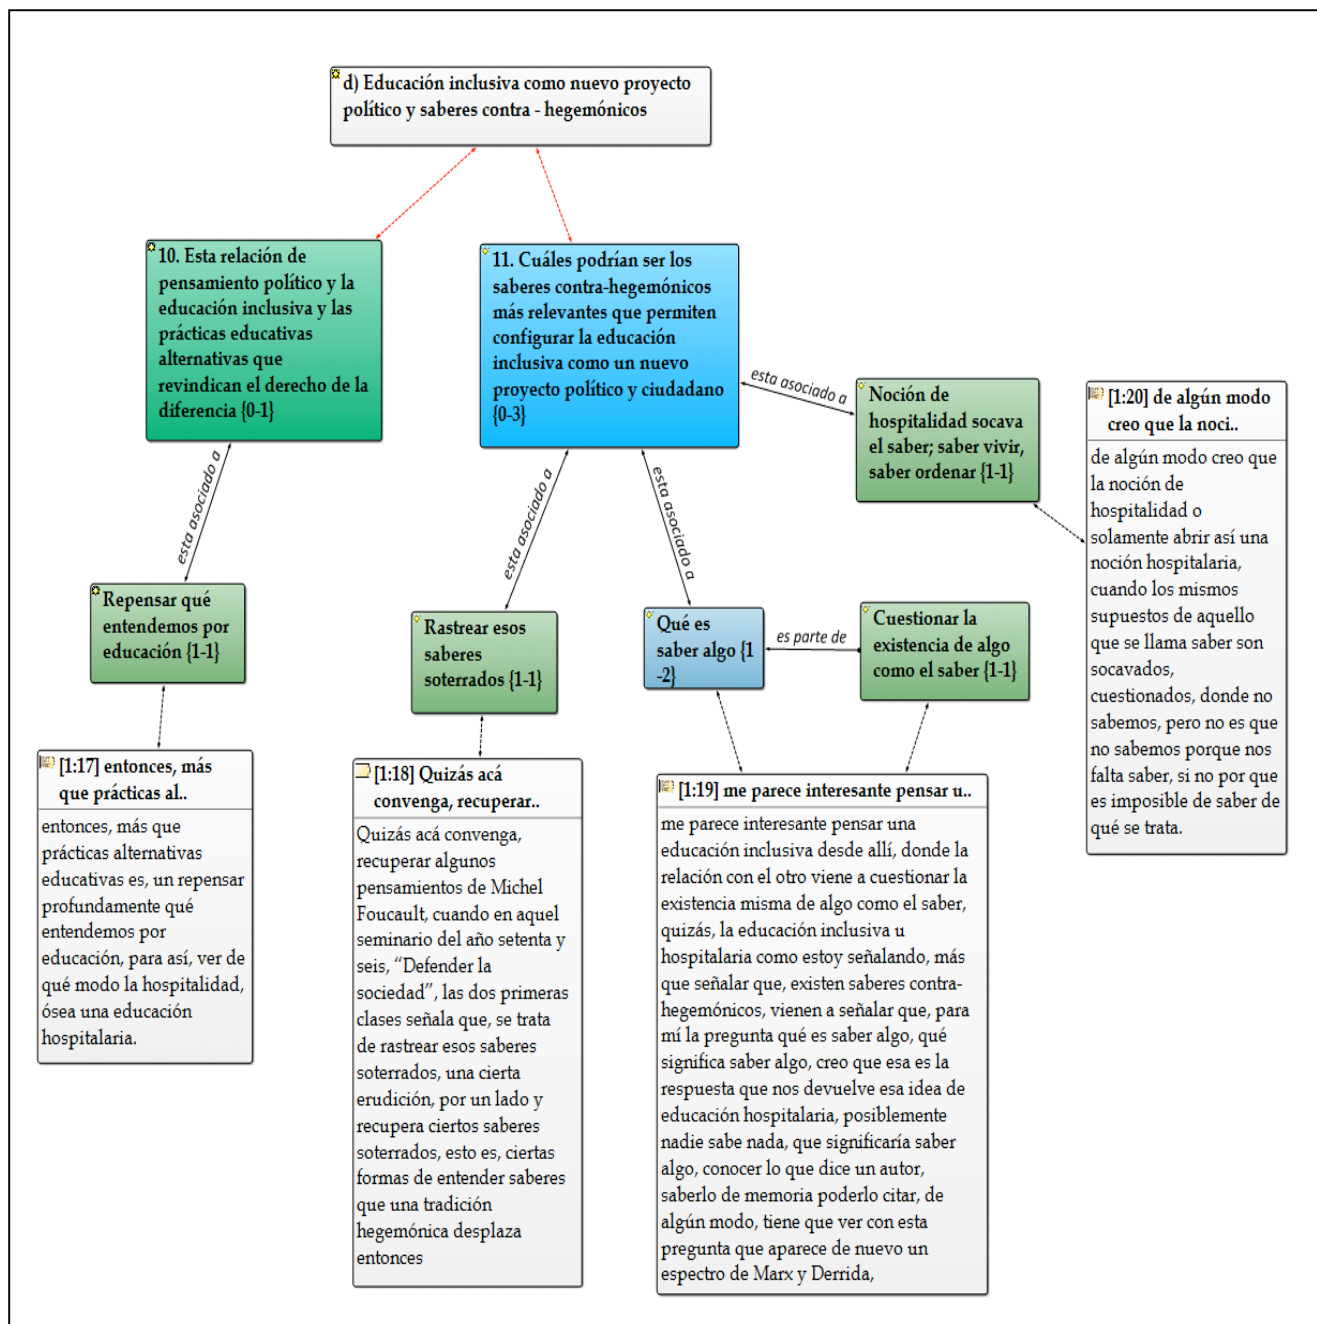 d) Educación inclusiva como nuevo proyecto
político y saberes contra - hegemónicos
10. Esta relación de
pensamiento político y la
educación inclusiva y las
prácticas educativas
alternativas que
revindican el derecho de la
diferencia {0-1}
11. Cuáles podrían ser los
saberes contra-hegemónicos
más relevantes que permiten
configurar la educación
inclusiva como un nuevo
proyecto político y ciudadano
{0-3}
esta asociado a
Noción de
hospitalidad socava
el saber; saber vivir,
saber ordenar {1-1}
[1:20] de algún modo
creo que la noci..
de algún modo creo que
la noción de
hospitalidad o
solamente abrir así una
noción hospitalaria,
cuando los mismos
supuestos de aquello
que se llama saber son
socavados,
cuestionados, donde no
sabemos, pero no es que
no sabemos porque nos
falta saber, si no por que
es imposible de saber de
qué se trata.
esta asociado a
esta asociado a
esta asociado a
Repensar qué
entendemos por
educación {1-1}
Rastrear esos
saberes
soterrados {1-1}
Qué es
saber algo {1
-2}
es parte de
Cuestionar la
existencia de algo
como el saber {1-1}
[1:17] entonces, más
que prácticas al..
entonces, más que
prácticas alternativas
educativas es, un repensar
profundamente qué
entendemos por
educación, para así, ver de
qué modo la hospitalidad,
ósea una educación
hospitalaria.
[1:18] Quizás acá
convenga, recuperar..
Quizás acá convenga,
recuperar algunos
pensamientos de Michel
Foucault, cuando en aquel
seminario del año setenta y
seis, “Defender la
sociedad”, las dos primeras
clases señala que, se trata
de rastrear esos saberes
soterrados, una cierta
erudición, por un lado y
recupera ciertos saberes
soterrados, esto es, ciertas
formas de entender saberes
que una tradición
hegemónica desplaza
entonces
[1:19] me parece interesante pensar u..
me parece interesante pensar una
educación inclusiva desde allí, donde la
relación con el otro viene a cuestionar la
existencia misma de algo como el saber,
quizás, la educación inclusiva u
hospitalaria como estoy señalando, más
que señalar que, existen saberes contra-
hegemónicos, vienen a señalar que, para
mí la pregunta qué es saber algo, qué
significa saber algo, creo que esa es la
respuesta que nos devuelve esa idea de
educación hospitalaria, posiblemente
nadie sabe nada, que significaría saber
algo, conocer lo que dice un autor,
saberlo de memoria poderlo citar, de
algún modo, tiene que ver con esta
pregunta que aparece de nuevo un
espectro de Marx y Derrida,